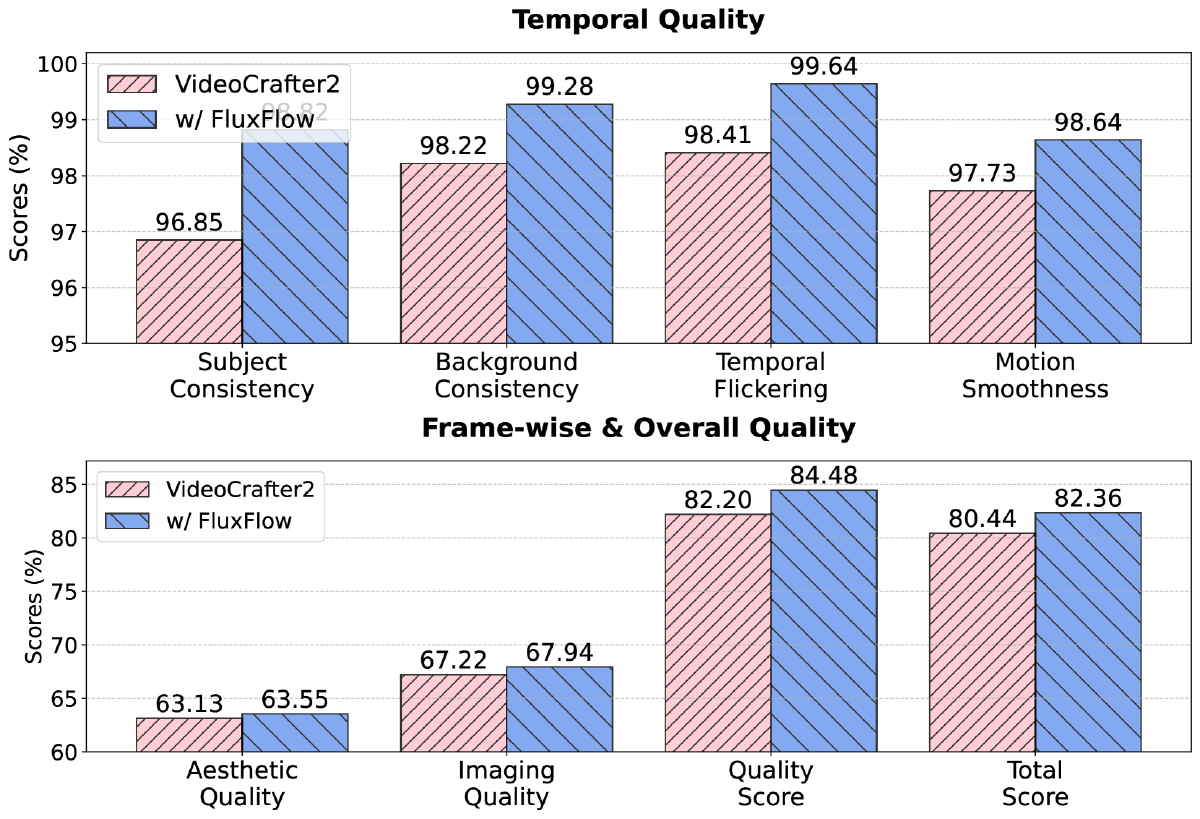 Temporal Quality
Scores (%)
100
99
98
97
96
95
VideoCrafter2
w/ FluxFlow
96.85
98.82
98.22
99.28
98.41
99.64
97.73
98.64
Subject
Consistency
Background
Consistency
Temporal
Flickering
Motion
Smoothness
Frame-wise & Overall Quality
Scores (%)
85
80
75
70
65
60
VideoCrafter2
w/ FluxFlow
63.13
63.55
67.22
67.94
82.20
84.48
80.44
82.36
Aesthetic
Quality
Imaging
Quality
Quality
Score
Total
Score